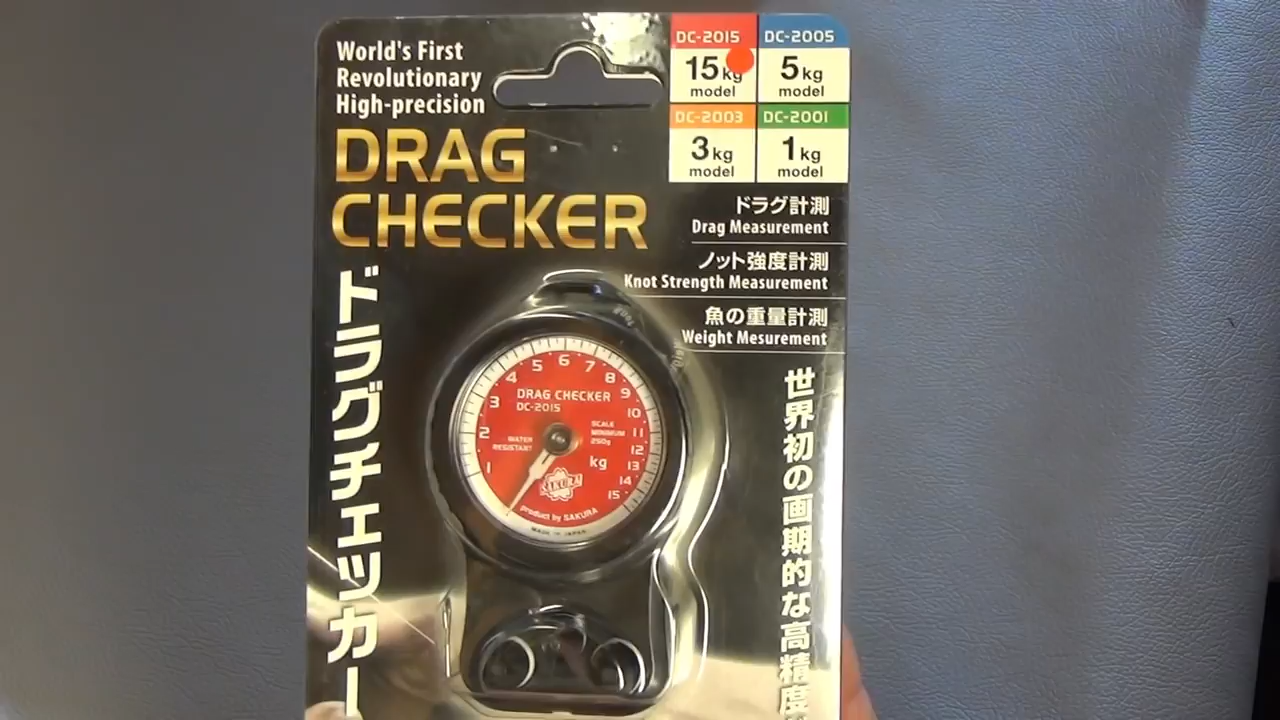 World's First
Revolutionary
High-precision
DRAG
CHECKER
ドラグチェッカー
DC-2015
15kg
model
DC-2005
5kg
model
DC-2003
3kg
model
DC-2001
1kg
model
ドラグ計測
Drag Measurement
ノット強度計測
Knot Strength Measurement
魚の重量計測
Weight Mesurement
世界初の画期的な高精度
1
2
3
4
5
6
7
8
9
10
11
12
13
14
15
DRAG CHECKER
DC-2015
WATER
RESISTANT
SCALE
MINIMUM
250g
kg
SAKURA
product by SAKURA
MADE IN JAPAN